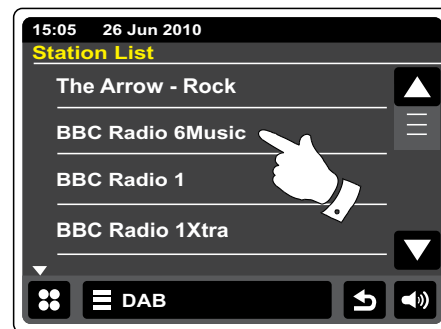 15:05 26 Jun 2010
Station List
The Arrow - Rock
BBC Radio 6Music
BBC Radio 1
BBC Radio 1Xtra
DAB